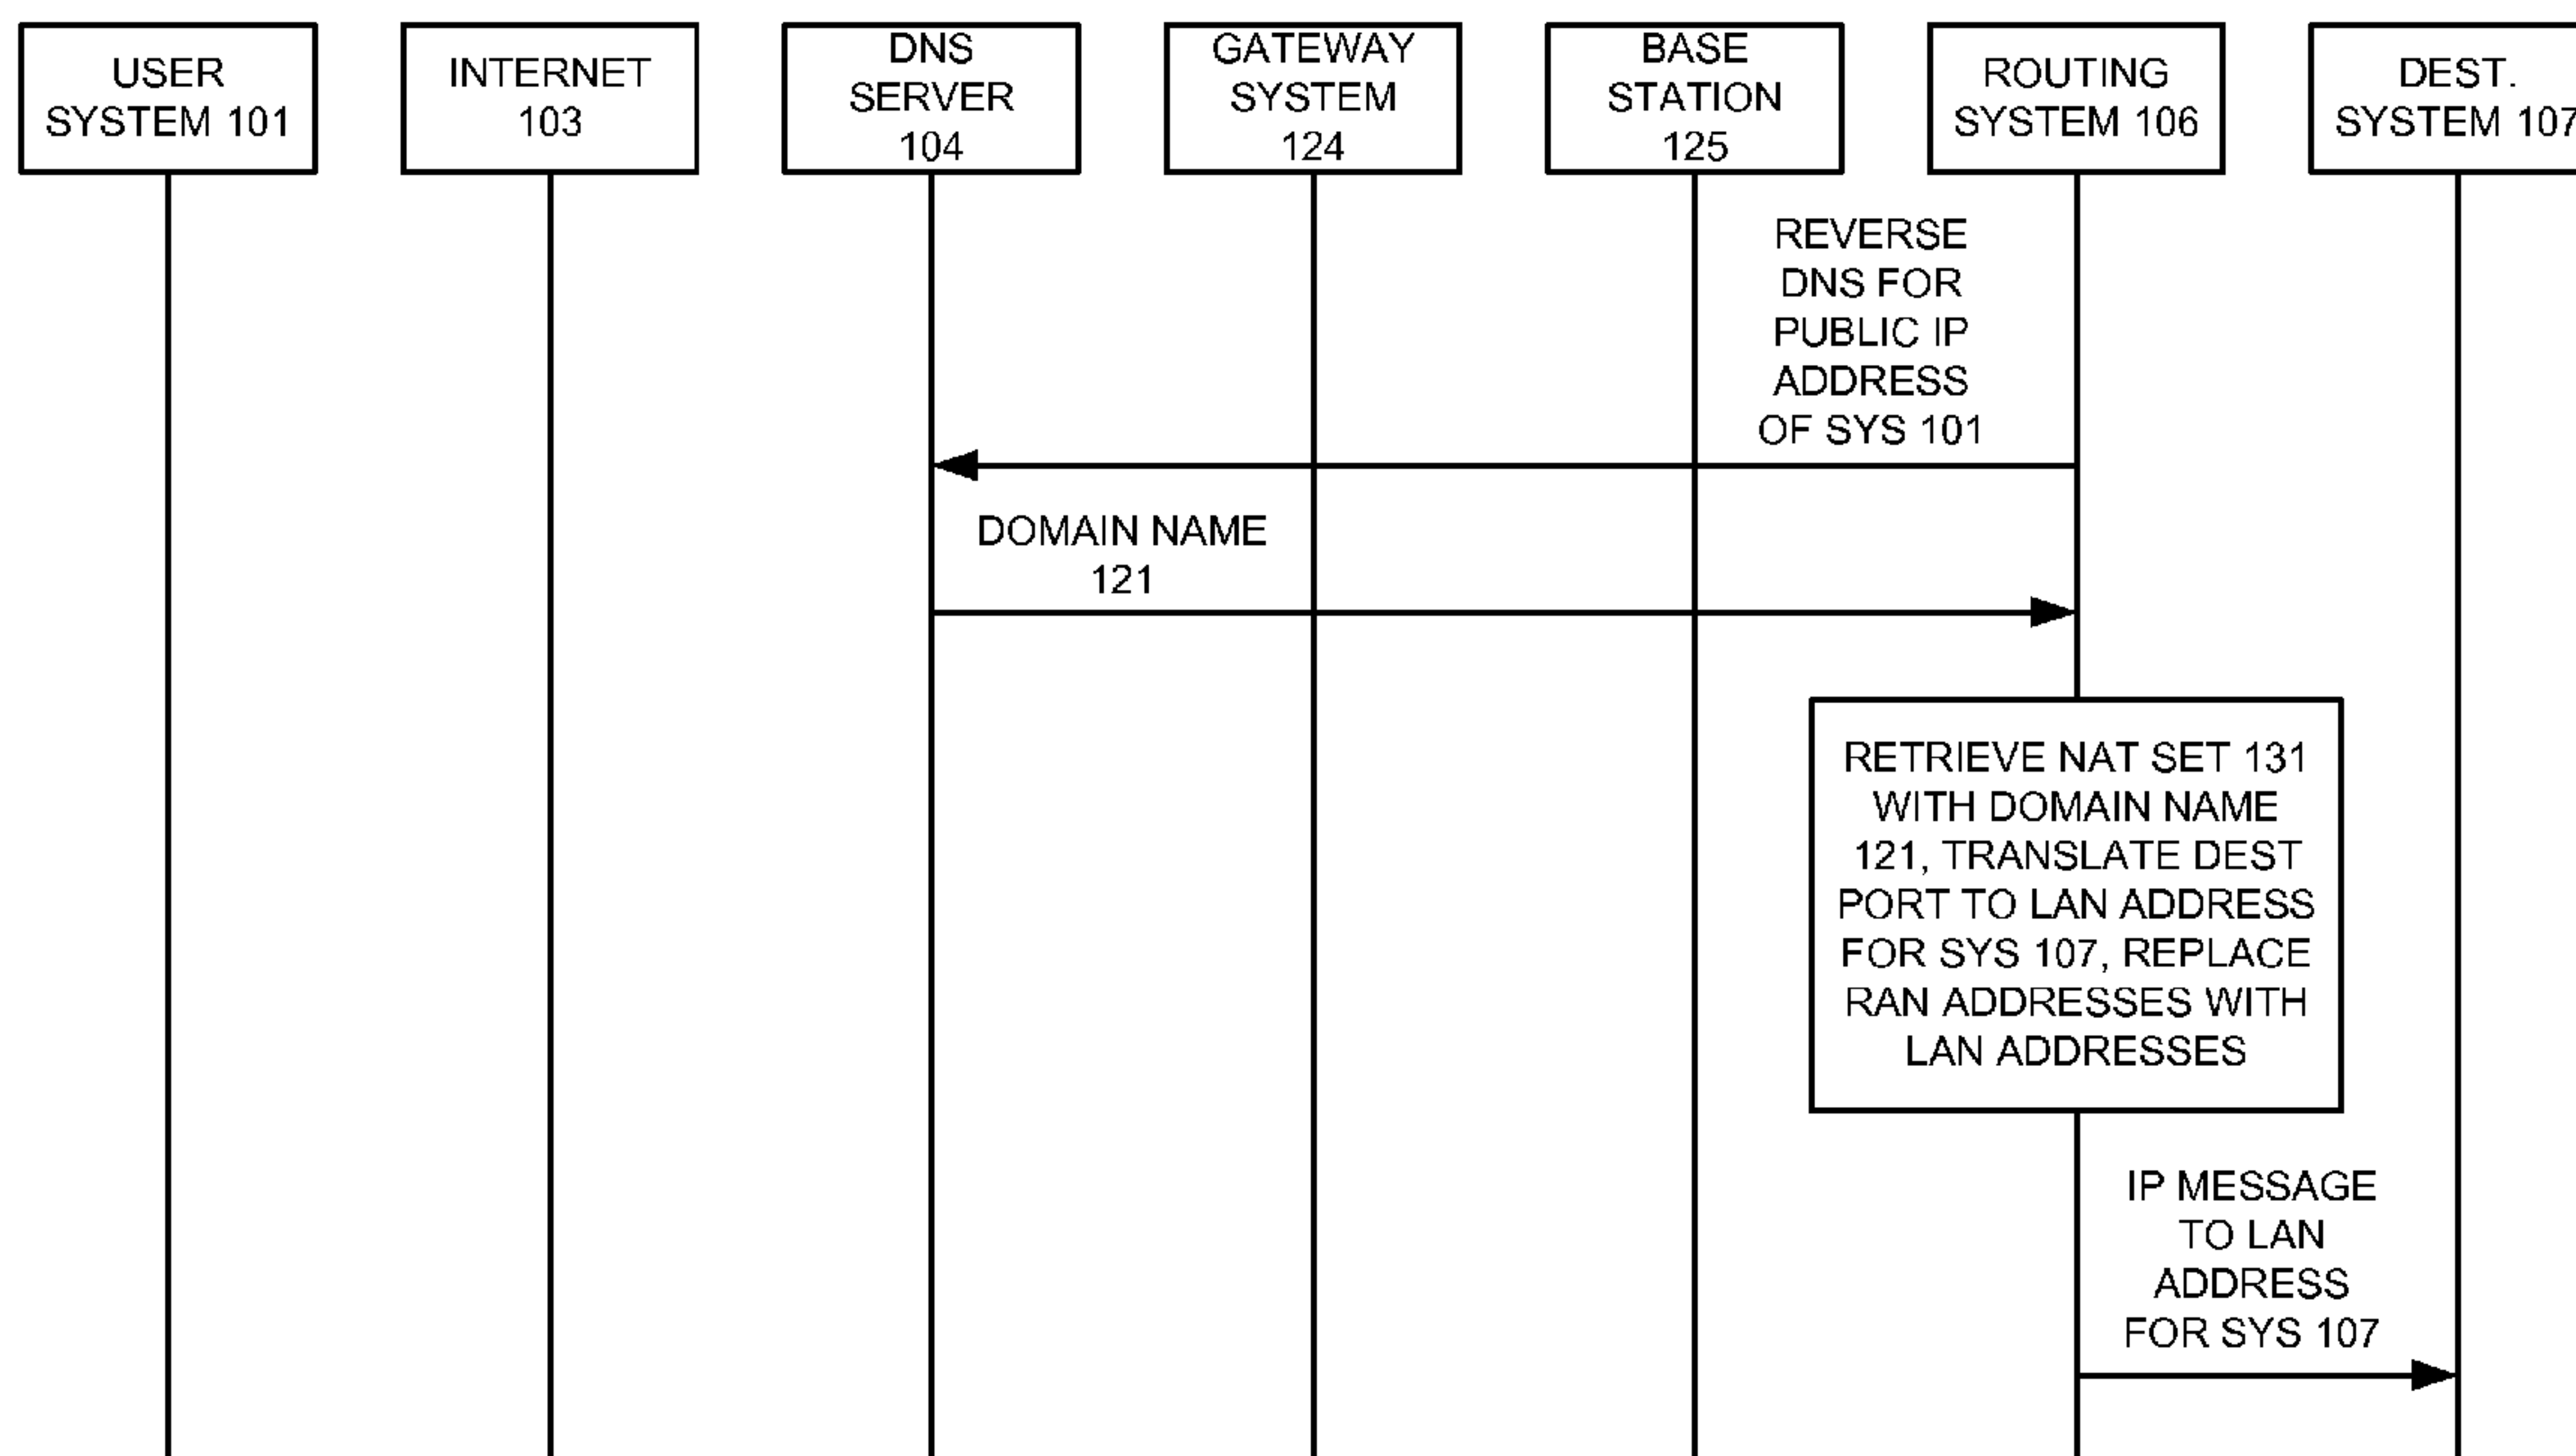 USER
SYSTEM 101
INTERNET
103
DNS
SERVER
104
GATEWAY
SYSTEM
124
BASE
STATION
125
ROUTING
SYSTEM 106
DEST.
SYSTEM 107
REVERSE
DNS FOR
PUBLIC IP
ADDRESS
OF SYS 101
DOMAIN NAME
121
RETRIEVE NAT SET 131
WITH DOMAIN NAME
121, TRANSLATE DEST
PORT TO LAN ADDRESS
FOR SYS 107, REPLACE
RAN ADDRESSES WITH
LAN ADDRESSES
IP MESSAGE
TO LAN
ADDRESS
FOR SYS 107